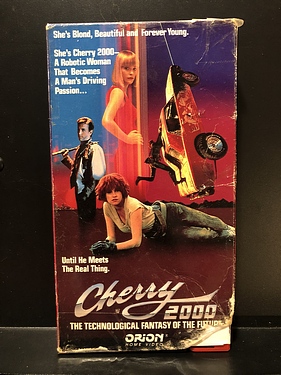 She's Blond, Beautiful and Forever Young.
She's Cherry 2000—
A Robotic Woman
That Becomes
A Man's Driving
Passion...
Until He Meets
The Real Thing.
Cherry
2000
THE TECHNOLOGICAL FANTASY OF THE FUTURE
ORION
HOME VIDEO